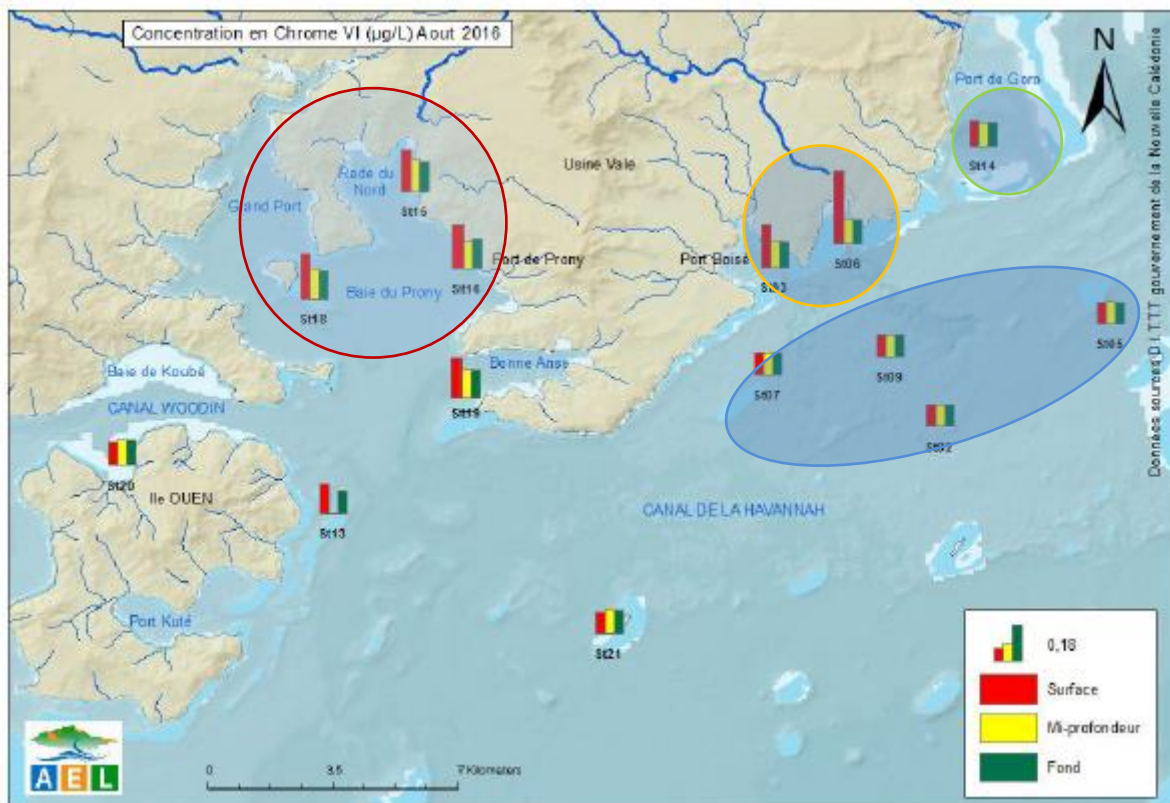 Concentration en Chrome VI (µg/L) Aout 2016
N
Port de Goro
St14
Usine Vale
Rade du
Nord
St15
Grand Port
St16
Port de Prony
Port Boisé
St06
Baie du Prony
St18
St05
St09
St07
Bonne Anse
Baie de Koubé
St19
CANAL WOODIN
St02
St20
Ile OUEN
St13
CANAL DE LA HAVANNAH
Port Kuté
St21
0,18
Surface
Mi-profondeur
Fond
AEL
0
3.5
7 Kilometers
Données sources D.I.T.T.T gouvernement de la Nouvelle Calédonie